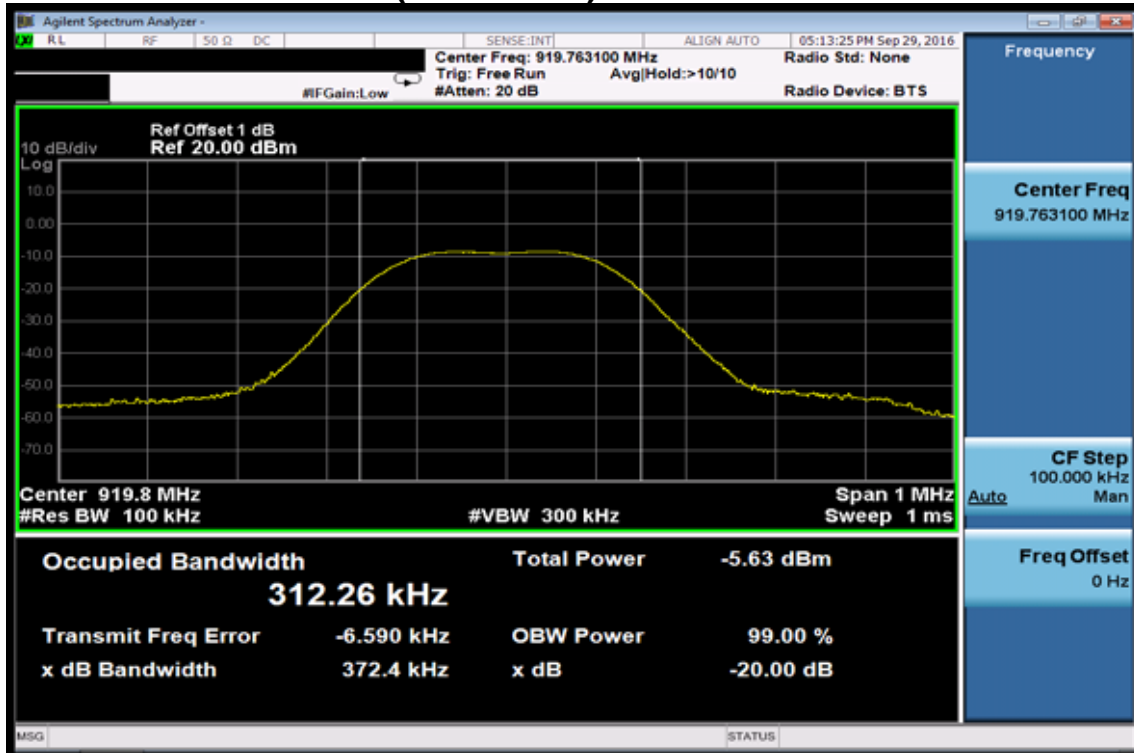 Agilent Spectrum Analyzer -
RL RF 50 Ω DC SENSE:INT ALIGN AUTO 05:13:25 PM Sep 29, 2016
Center Freq: 919.763100 MHz Radio Std: None
Trig: Free Run Avg|Hold:>10/10
#IFGain:Low #Atten: 20 dB Radio Device: BTS
Ref Offset 1 dB
10 dB/div Ref 20.00 dBm
Log
10.0
0.00
-10.0
-20.0
-30.0
-40.0
-50.0
-60.0
-70.0
Center 919.8 MHz Span 1 MHz
#Res BW 100 kHz #VBW 300 kHz Sweep 1 ms
Occupied Bandwidth Total Power -5.63 dBm
312.26 kHz
Transmit Freq Error -6.590 kHz OBW Power 99.00 %
x dB Bandwidth 372.4 kHz x dB -20.00 dB
MSG STATUS
Frequency
Center Freq
919.763100 MHz
CF Step
100.000 kHz
Auto Man
Freq Offset
0 Hz